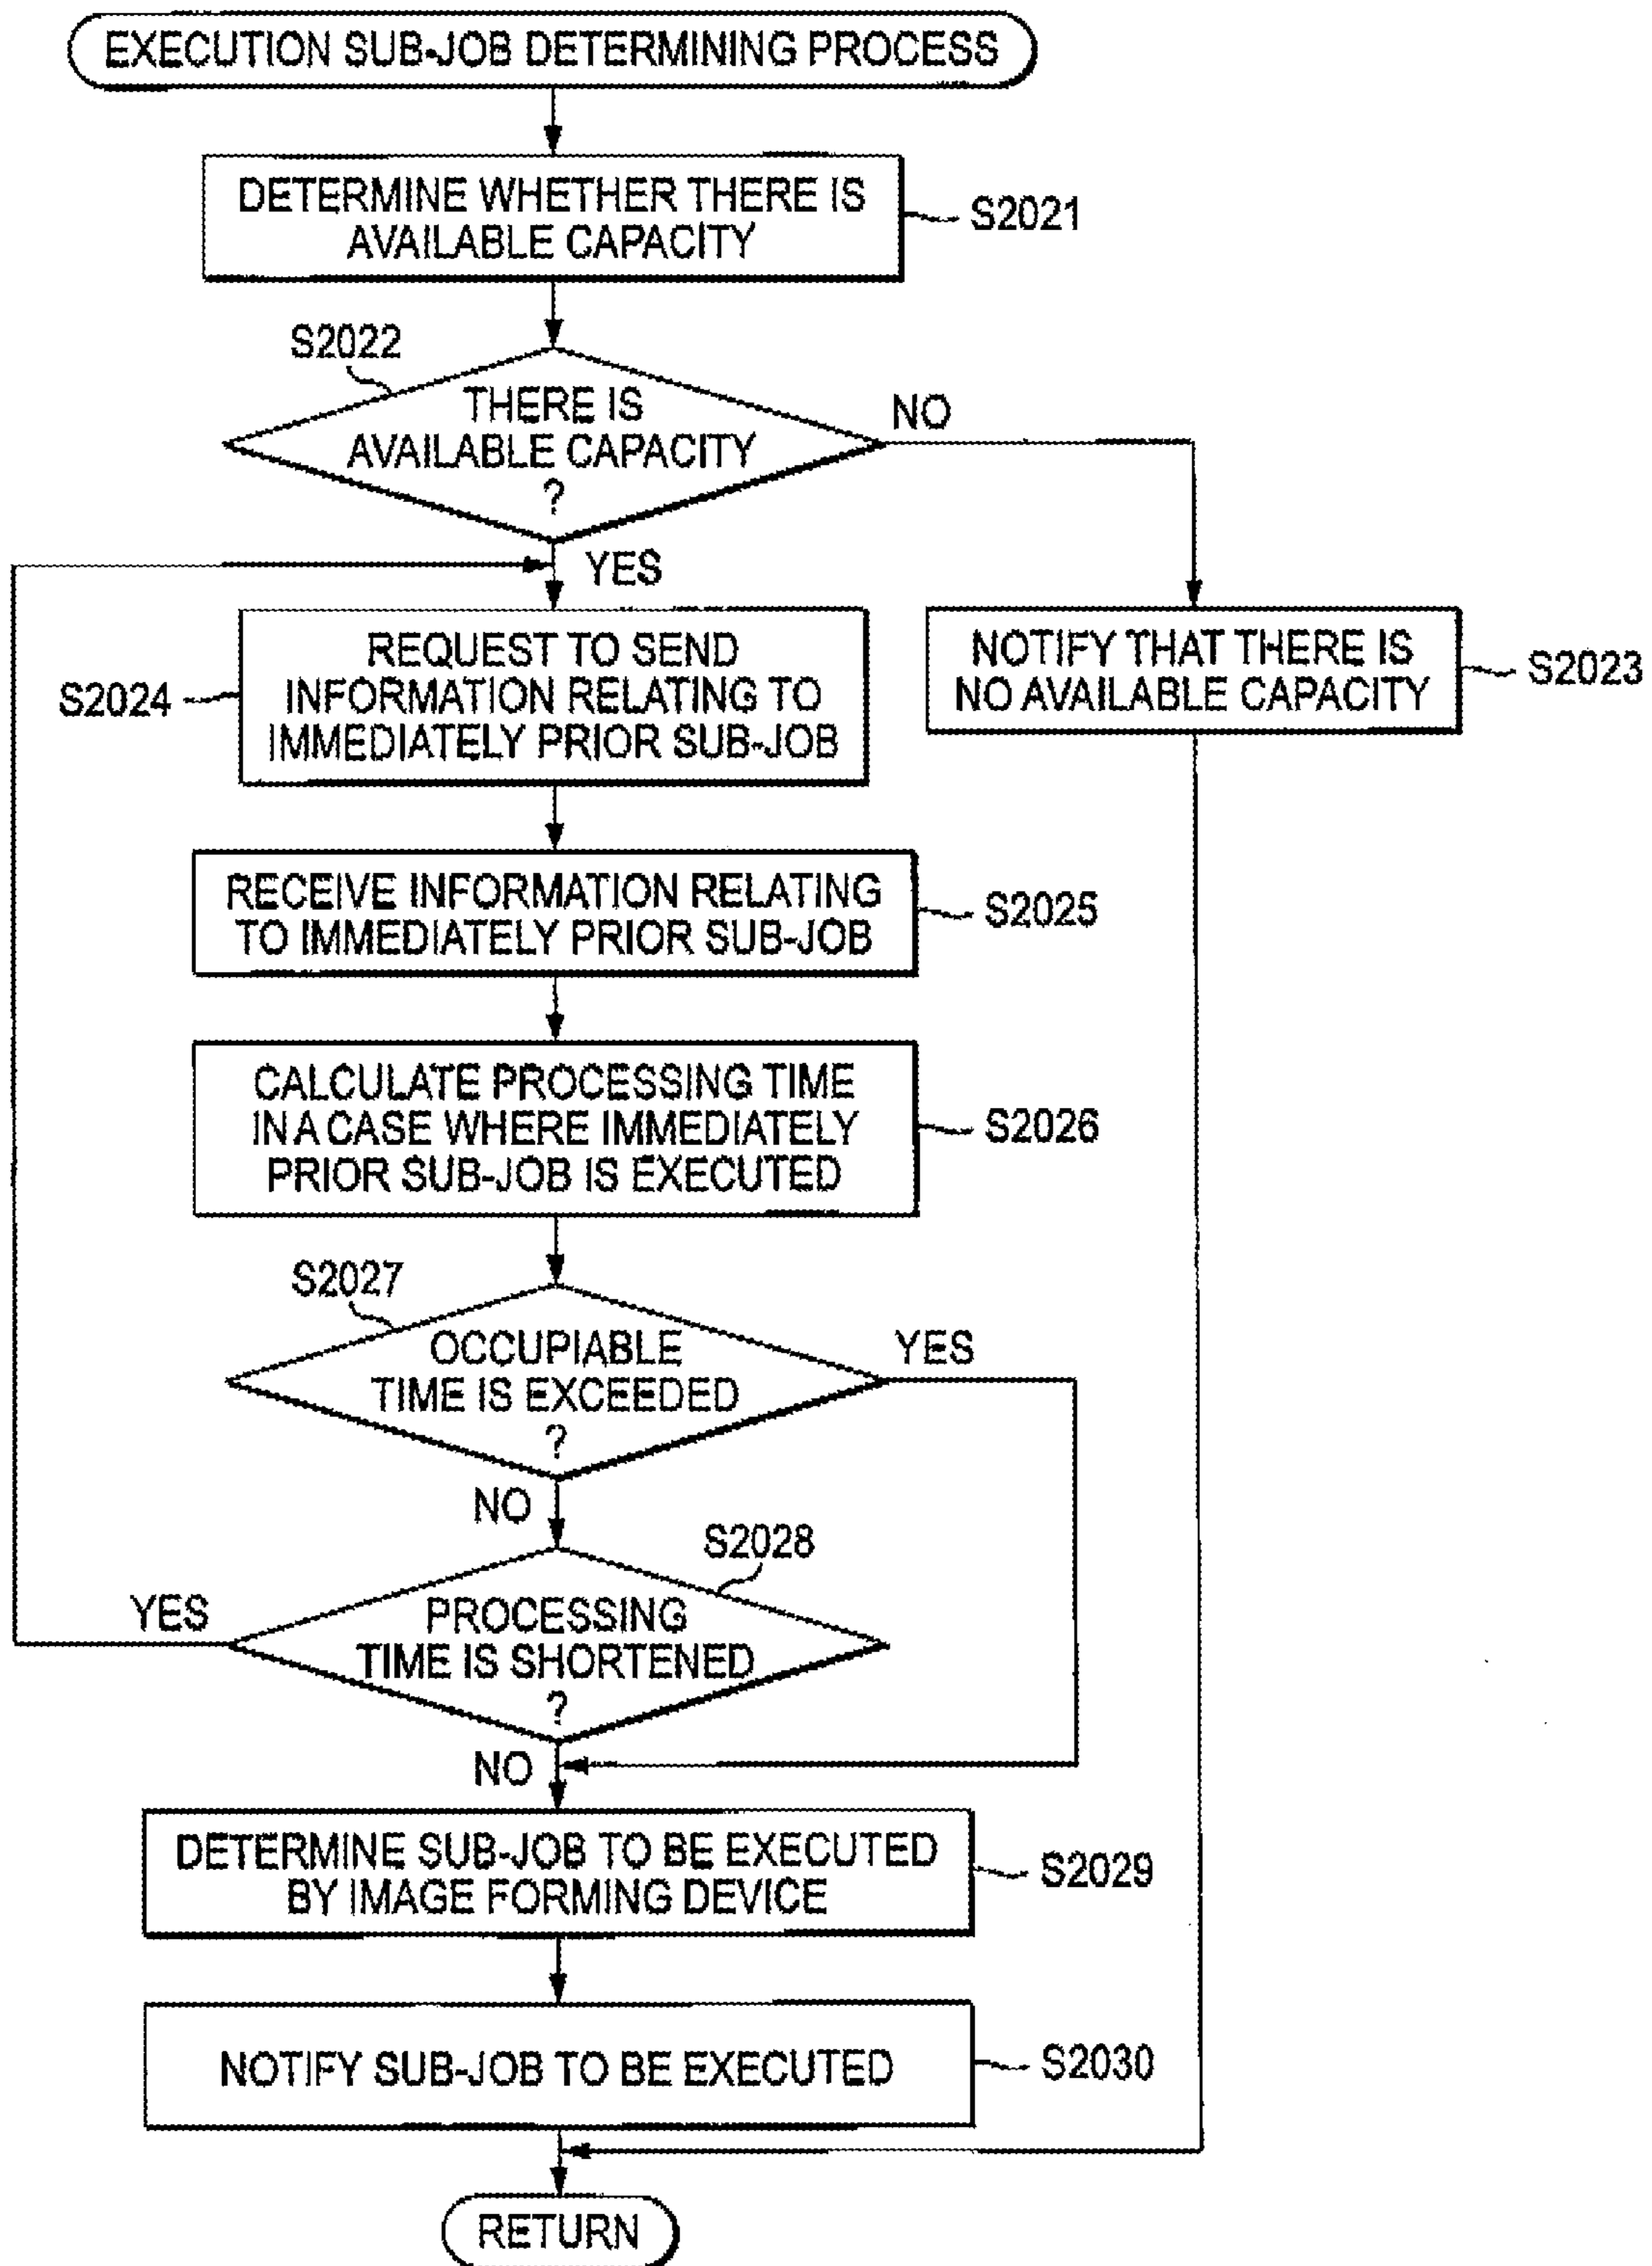 EXECUTION SUB-JOB DETERMINING PROCESS
DETERMINE WHETHER THERE IS
AVAILABLE CAPACITY
S2021
S2022
THERE IS
AVAILABLE CAPACITY
?
NO
YES
REQUEST TO SEND
INFORMATION RELATING TO
IMMEDIATELY PRIOR SUB-JOB
S2024
NOTIFY THAT THERE IS
NO AVAILABLE CAPACITY
S2023
RECEIVE INFORMATION RELATING
TO IMMEDIATELY PRIOR SUB-JOB
S2025
CALCULATE PROCESSING TIME
IN A CASE WHERE IMMEDIATELY
PRIOR SUB-JOB IS EXECUTED
S2026
S2027
OCCUPIABLE
TIME IS EXCEEDED
?
YES
NO
S2028
PROCESSING
TIME IS SHORTENED
?
YES
NO
DETERMINE SUB-JOB TO BE EXECUTED
BY IMAGE FORMING DEVICE
S2029
NOTIFY SUB-JOB TO BE EXECUTED
S2030
RETURN